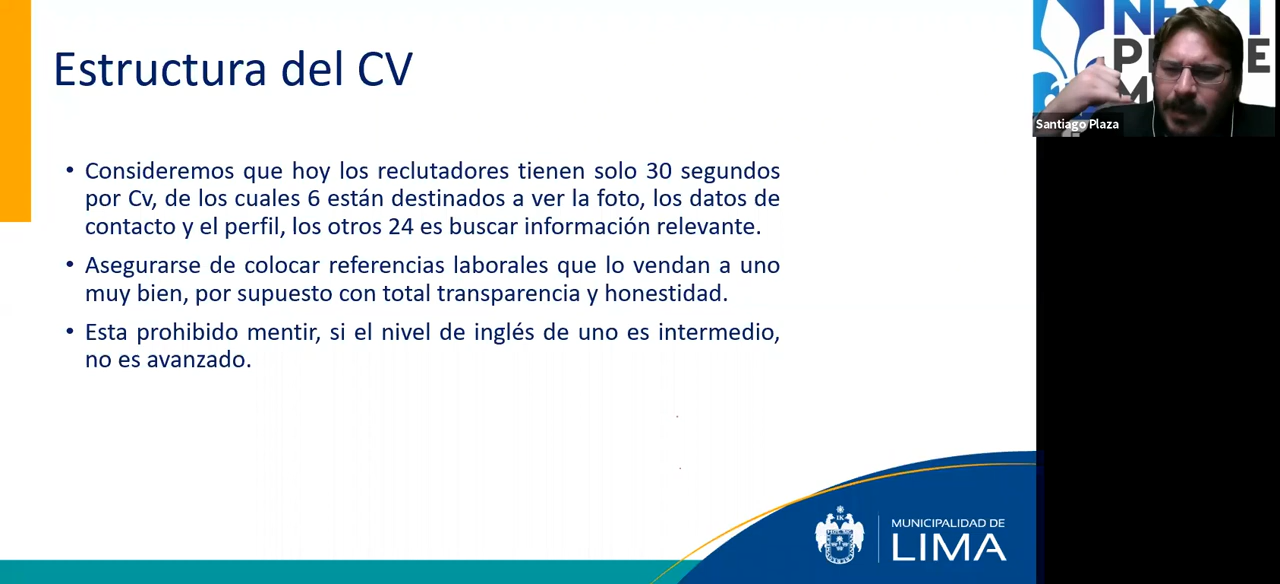 Estructura del CV
• Consideremos que hoy los reclutadores tienen solo 30 segundos
por Cv, de los cuales 6 están destinados a ver la foto, los datos de
contacto y el perfil, los otros 24 es buscar información relevante.
• Asegurarse de colocar referencias laborales que lo vendan a uno
muy bien, por supuesto con total transparencia y honestidad.
• Esta prohibido mentir, si el nivel de inglés de uno es intermedio,
no es avanzado.
NEXT
Santiago Plaza
MUNICIPALIDAD DE
LIMA